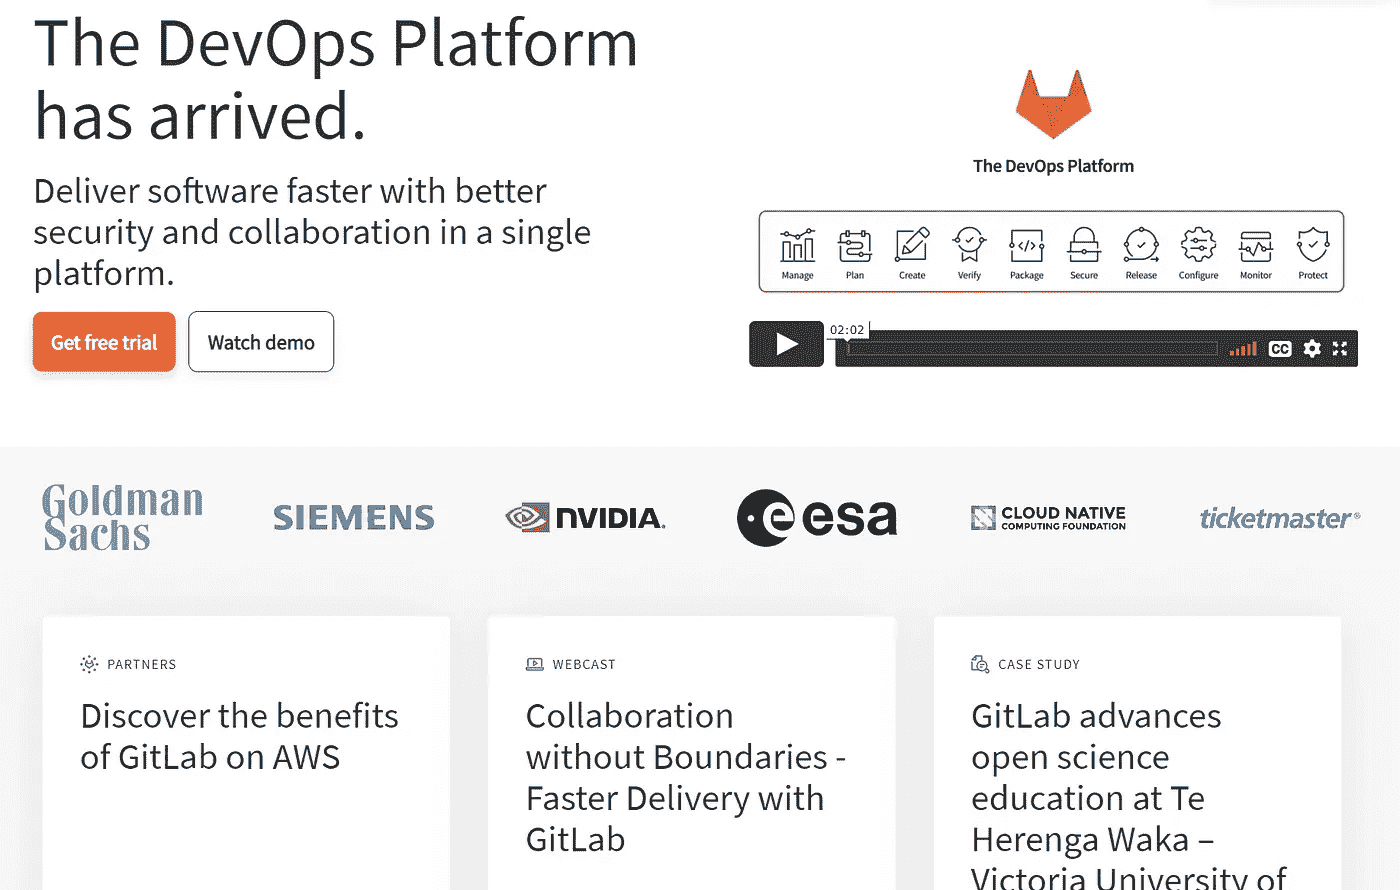 The DevOps Platform
has arrived.
Deliver software faster with better
security and collaboration in a single
platform.
Get free trial
Watch demo
The DevOps Platform
Manage Plan Create Verify Package Secure Release Configure Monitor Protect
02:02
CC
Goldman
Sachs
SIEMENS
NVIDIA.
esa
CLOUD NATIVE
COMPUTING FOUNDATION
ticketmaster®
PARTNERS
Discover the benefits
of GitLab on AWS
WEBCAST
Collaboration
without Boundaries -
Faster Delivery with
GitLab
CASE STUDY
GitLab advances
open science
education at Te
Herenga Waka –
Victoria University of